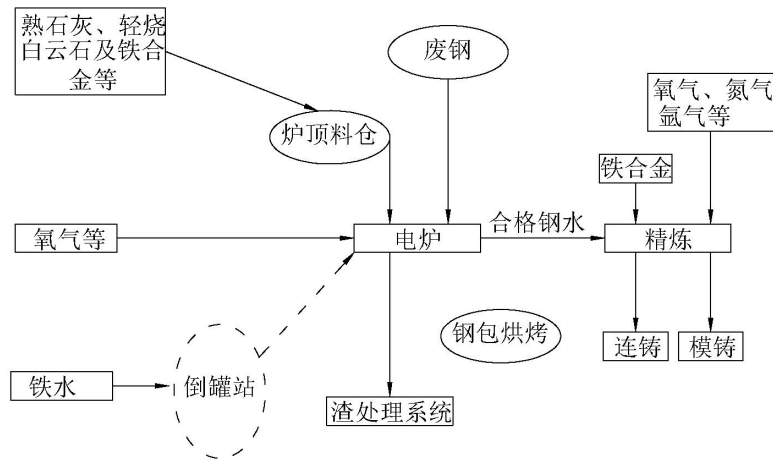 熟石灰、轻烧
白云石及铁合
金等
废钢
氧气、氮气
氩气等
炉顶料仓
铁合金
氧气等
电炉
合格钢水
精炼
钢包烘烤
连铸
模铸
铁水
倒罐站
渣处理系统